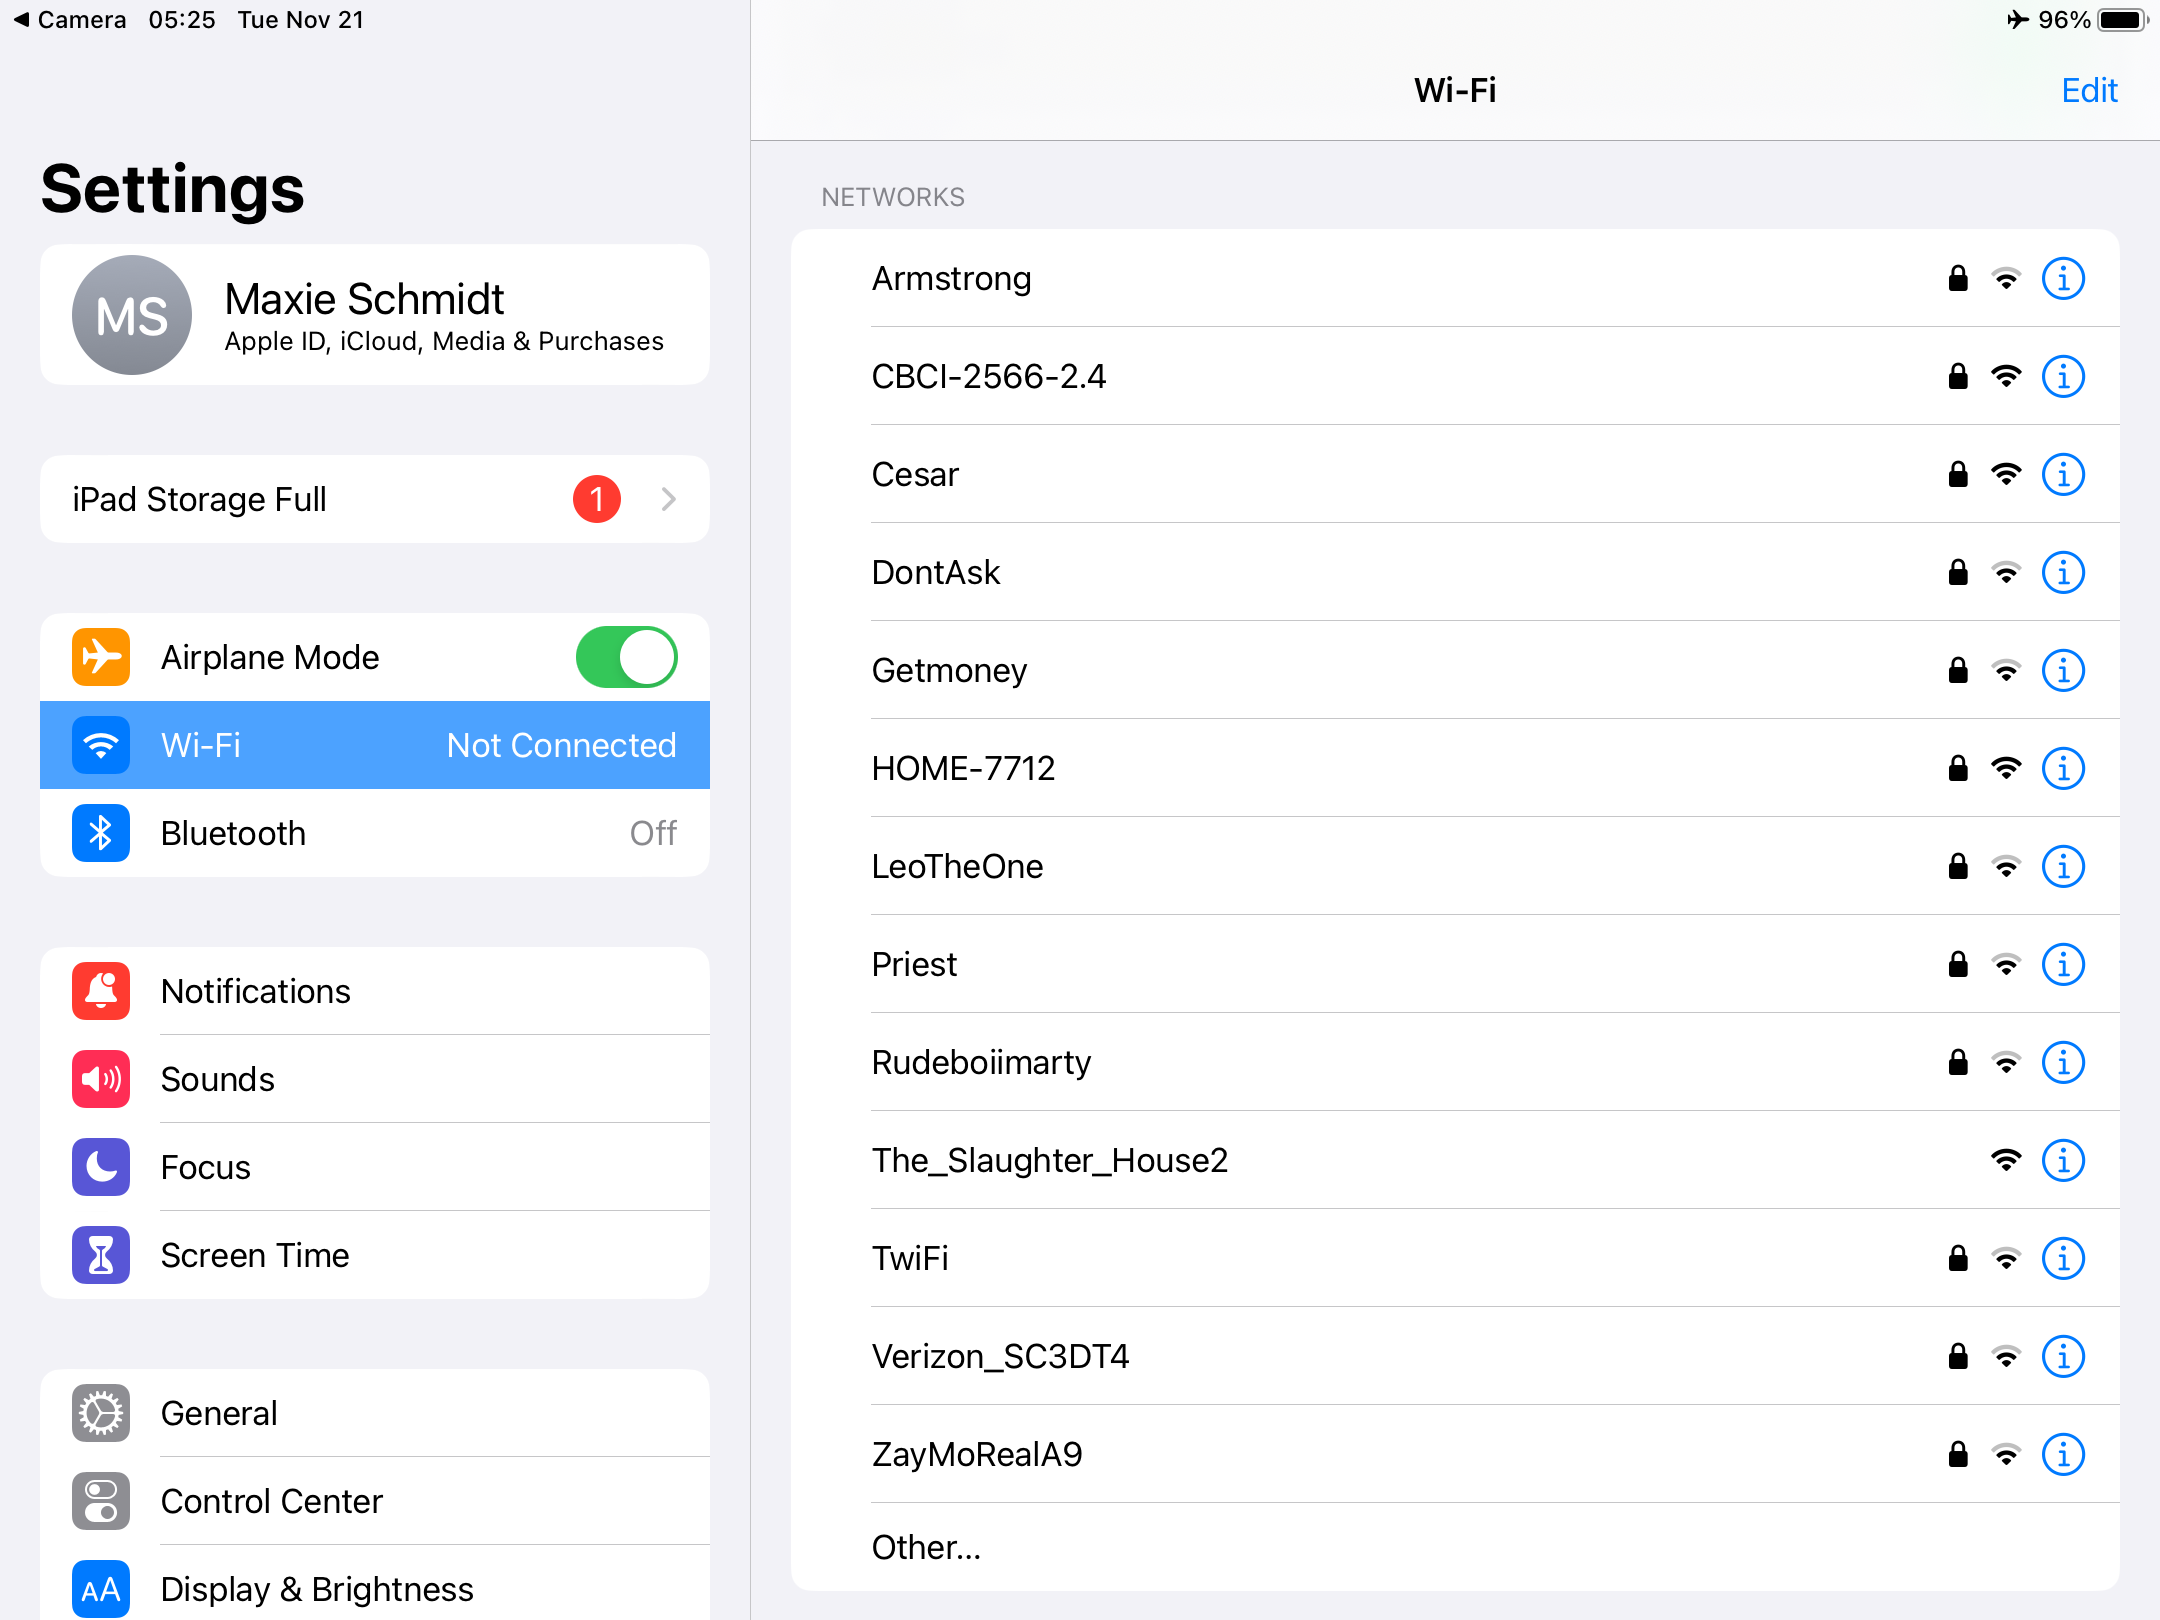 Camera 05:25 Tue Nov 21
96%
Settings
MS
Maxie Schmidt
Apple ID, iCloud, Media & Purchases
iPad Storage Full 1
Airplane Mode
Wi-Fi Not Connected
Bluetooth Off
Notifications
Sounds
Focus
Screen Time
General
Control Center
AA Display & Brightness
Wi-Fi
Edit
NETWORKS
Armstrong
CBCI-2566-2.4
Cesar
DontAsk
Getmoney
HOME-7712
LeoTheOne
Priest
Rudeboiimarty
The_Slaughter_House2
TwiFi
Verizon_SC3DT4
ZayMoRealA9
Other...